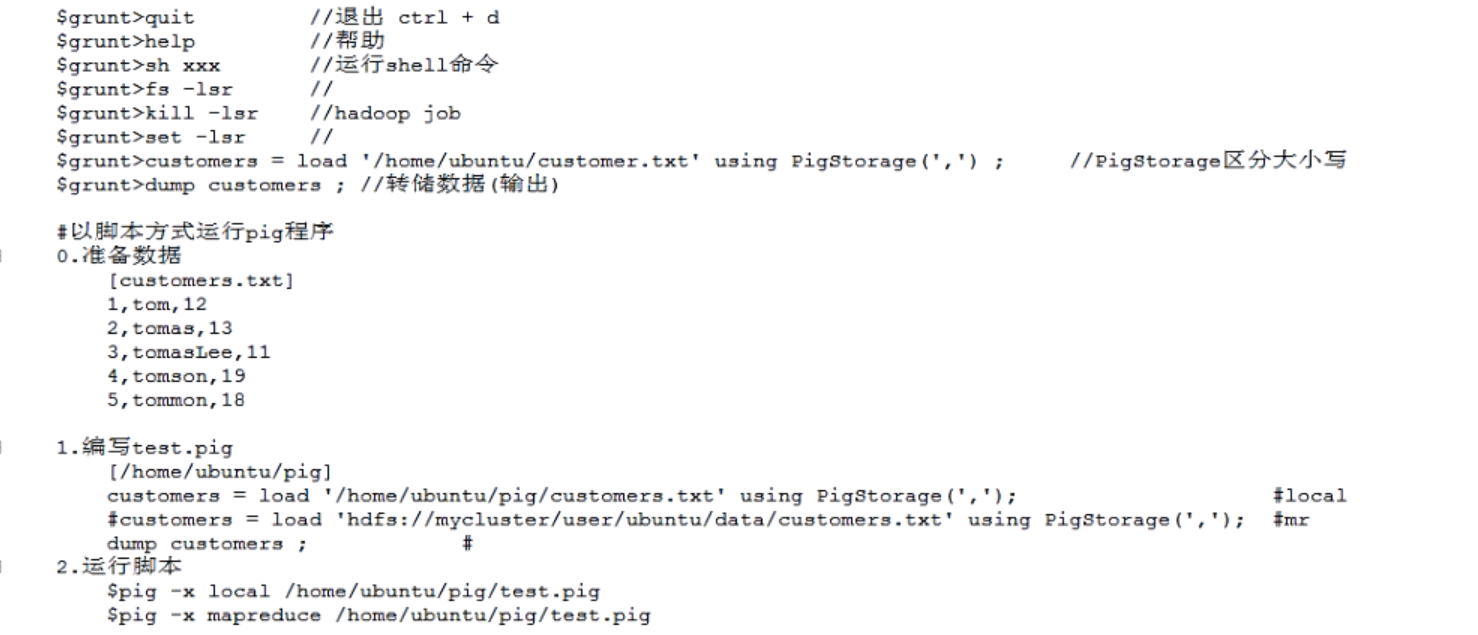 $grunt>quit //退出 ctrl + d
$grunt>help //帮助
$grunt>sh xxx //运行shell命令
$grunt>fs -lsr //
$grunt>kill -lsr //hadoop job
$grunt>set -lsr //
$grunt>customers = load '/home/ubuntu/customer.txt' using PigStorage(',') ; //PigStorage区分大小写
$grunt>dump customers ; //转储数据(输出)
#以脚本方式运行pig程序
0.准备数据
[customers.txt]
1,tom,12
2,tomas,13
3,tomasLee,11
4,tomson,19
5,tommon,18
1.编写test.pig
[/home/ubuntu/pig]
customers = load '/home/ubuntu/pig/customers.txt' using PigStorage(','); #local
#customers = load 'hdfs://mycluster/user/ubuntu/data/customers.txt' using PigStorage(','); #mr
dump customers ; #
2.运行脚本
$pig -x local /home/ubuntu/pig/test.pig
$pig -x mapreduce /home/ubuntu/pig/test.pig